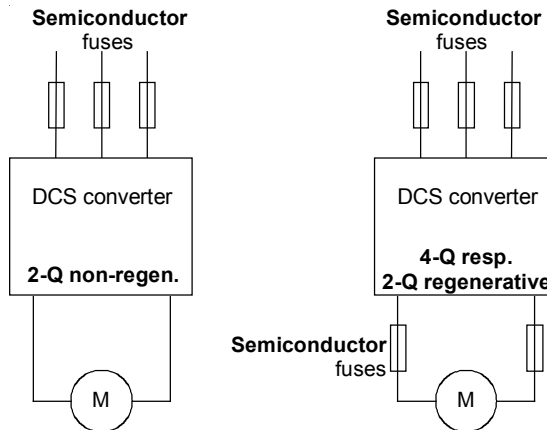 Semiconductor
fuses
DCS converter
2-Q non-regen.
M
Semiconductor
fuses
DCS converter
4-Q resp.
2-Q regenerative
Semiconductor
fuses
M